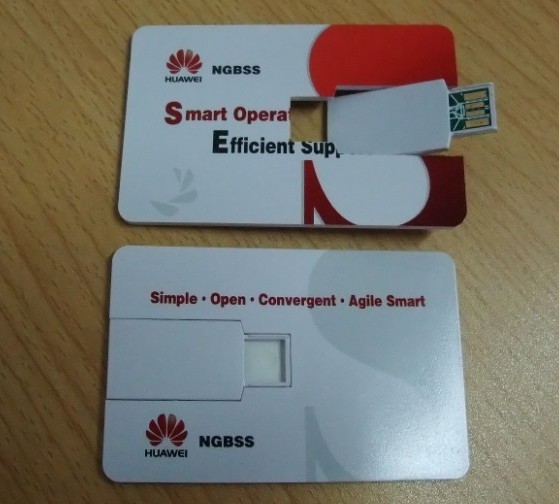 HUAWEI NGBSS
Smart Operat
Efficient Supp
Simple · Open · Convergent · Agile Smart
HUAWEI NGBSS